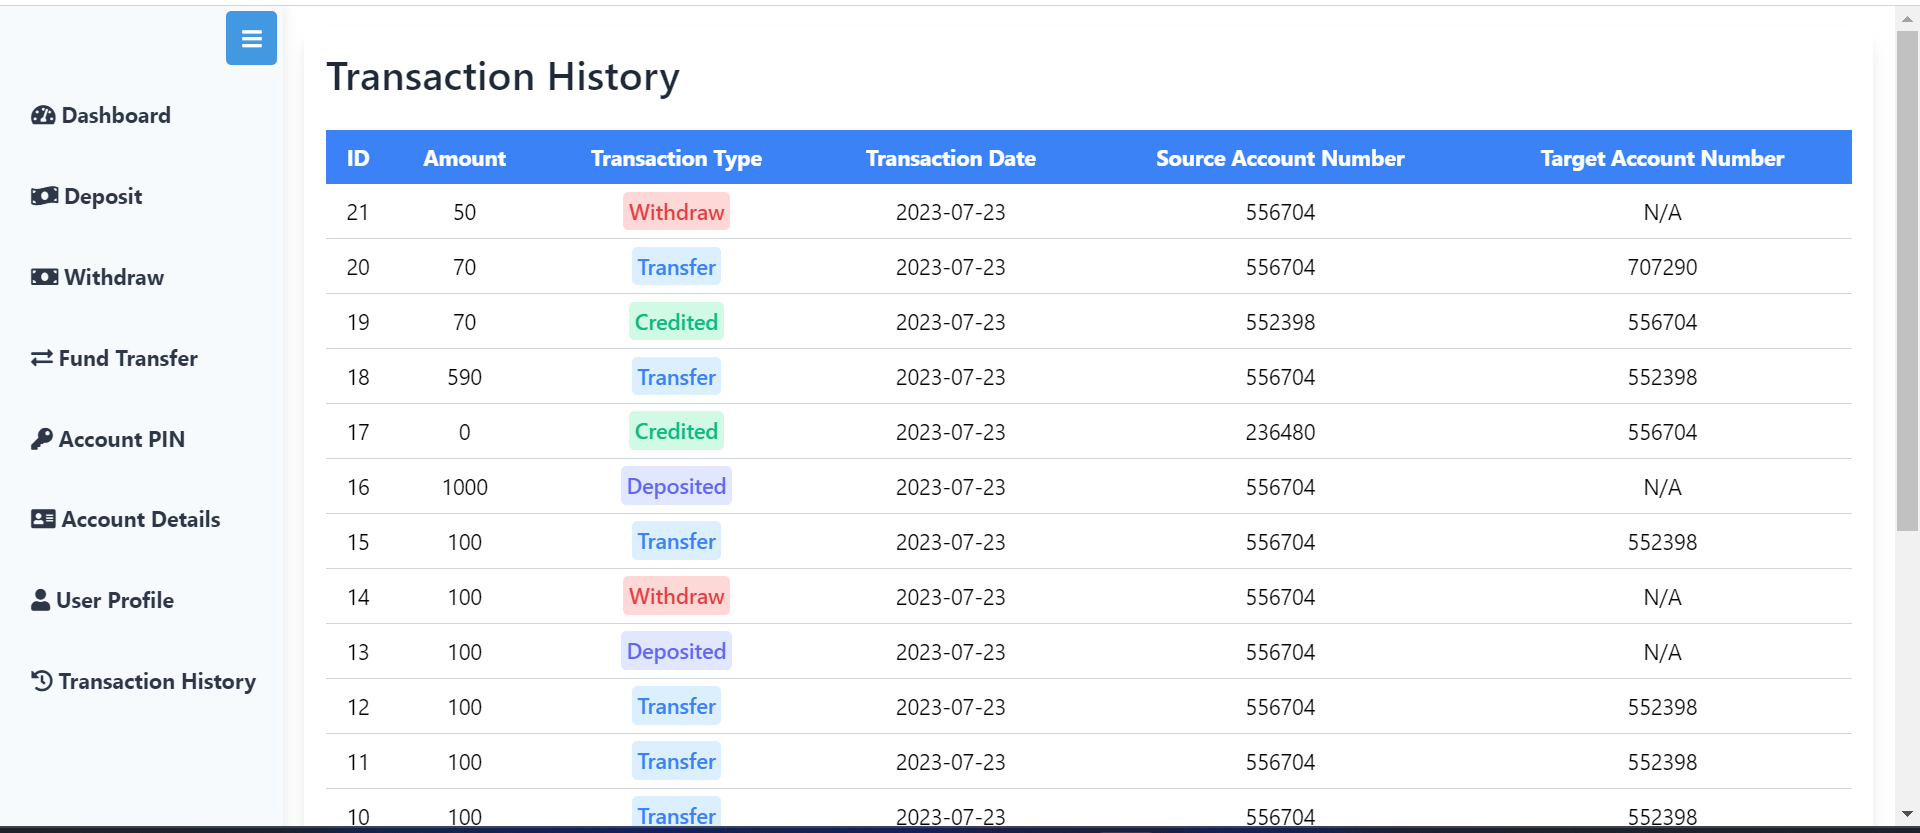 Dashboard
Deposit
Withdraw
Fund Transfer
Account PIN
Account Details
User Profile
Transaction History
Transaction History
ID Amount Transaction Type Transaction Date Source Account Number Target Account Number
21 50 Withdraw 2023-07-23 556704 N/A
20 70 Transfer 2023-07-23 556704 707290
19 70 Credited 2023-07-23 552398 556704
18 590 Transfer 2023-07-23 556704 552398
17 0 Credited 2023-07-23 236480 556704
16 1000 Deposited 2023-07-23 556704 N/A
15 100 Transfer 2023-07-23 556704 552398
14 100 Withdraw 2023-07-23 556704 N/A
13 100 Deposited 2023-07-23 556704 N/A
12 100 Transfer 2023-07-23 556704 552398
11 100 Transfer 2023-07-23 556704 552398
10 100 Transfer 2023-07-23 556704 552398